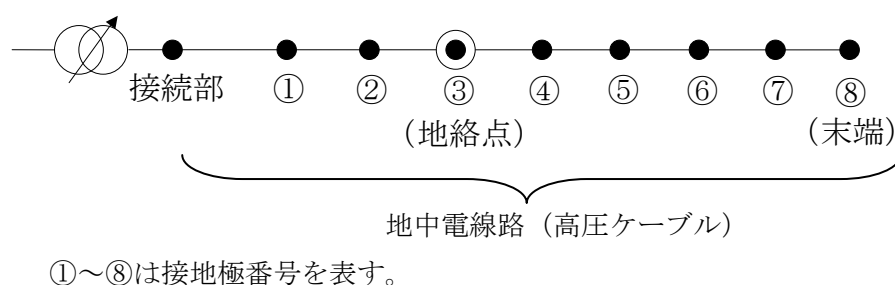 接続部 ① ② ③ ④ ⑤ ⑥ ⑦ ⑧
（地絡点） （末端）
地中電線路（高圧ケーブル）
①～⑧は接地極番号を表す。